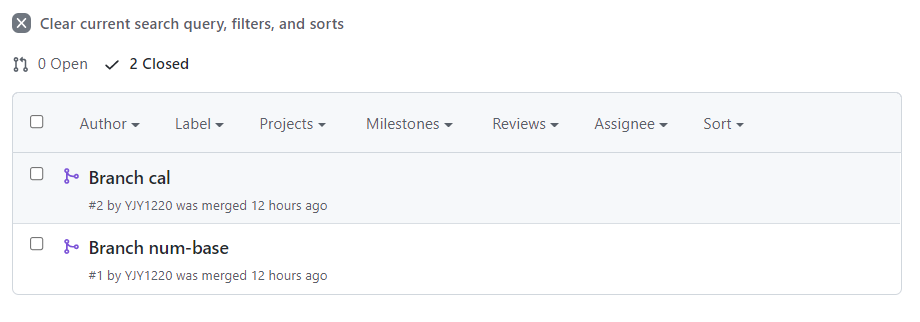 Clear current search query, filters, and sorts
0 Open 2 Closed
Author Label Projects Milestones Reviews Assignee Sort
Branch cal
#2 by YJY1220 was merged 12 hours ago
Branch num-base
#1 by YJY1220 was merged 12 hours ago